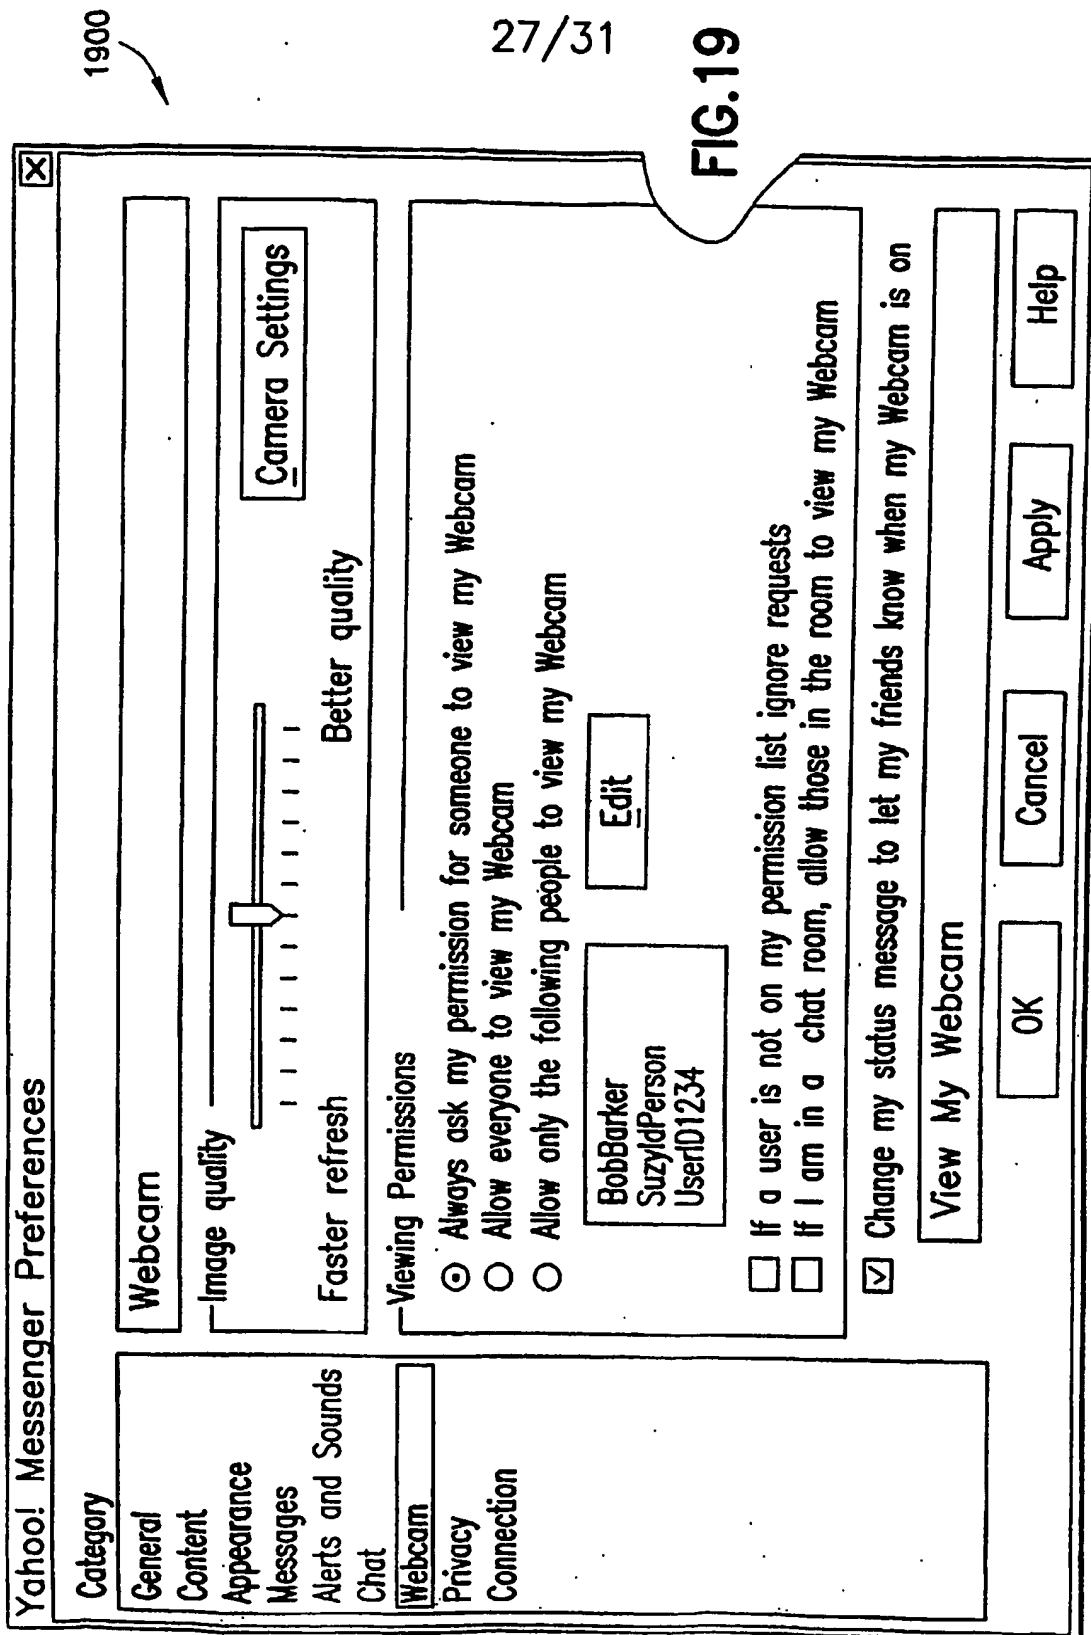 27/31
1900
Yahoo! Messenger Preferences
X
Category
General
Content
Appearance
Messages
Alerts and Sounds
Chat
Webcam
Privacy
Connection
Webcam
Image quality
Faster refresh
Better quality
Camera Settings
Viewing Permissions
Always ask my permission for someone to view my Webcam
Allow everyone to view my Webcam
Allow only the following people to view my Webcam
BobBarker
SuzyIdPerson
UserID1234
Edit
If a user is not on my permission list ignore requests
If I am in a chat room, allow those in the room to view my Webcam
Change my status message to let my friends know when my Webcam is on
View My Webcam
OK
Cancel
Apply
Help
FIG.19